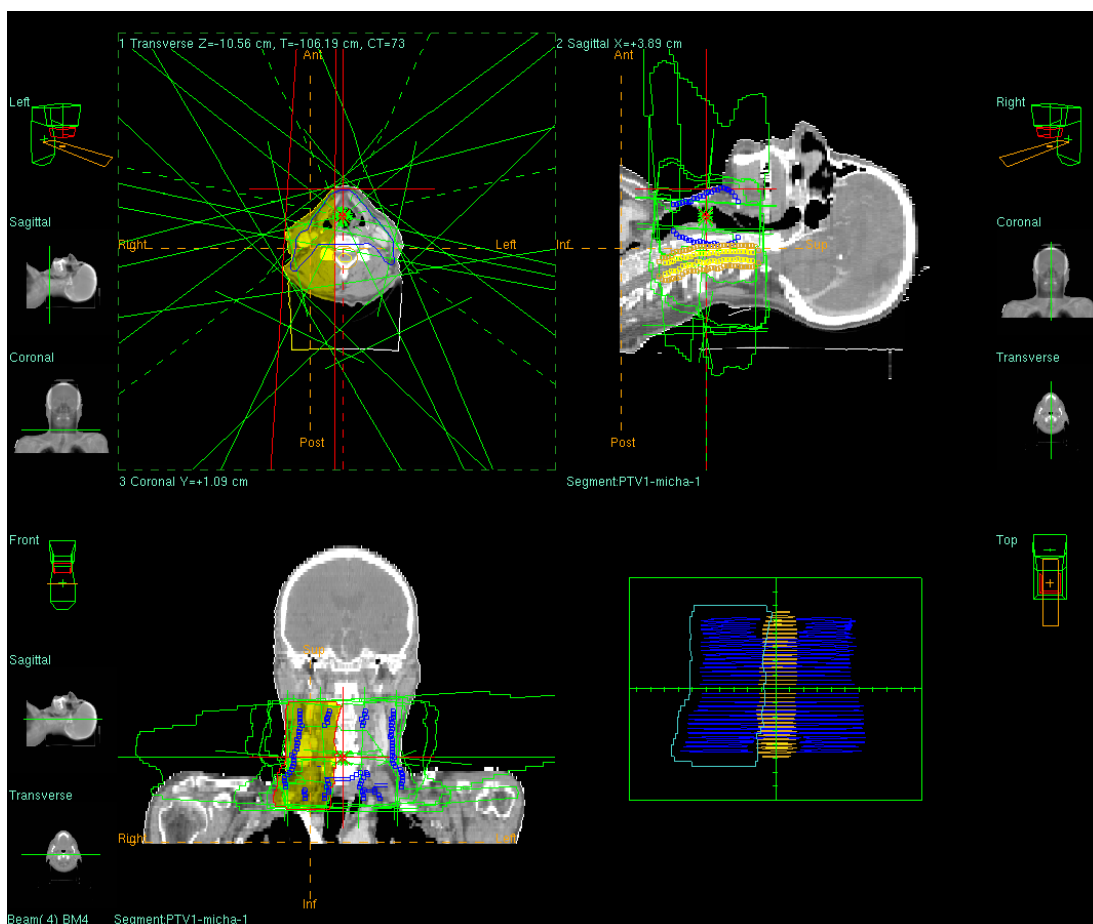 1 Transverse Z=-10.56 cm, T=-106.19 cm, CT=73
2 Sagittal X=+3.89 cm
Ant
Ant
Left
Right
Sagittal
Coronal
Right
Left
Inf
Sup
Coronal
Transverse
Post
Post
3 Coronal Y=+1.09 cm
Segment:PTV1-micha-1
Front
Top
Sup
Sagittal
Transverse
Right
Left
Inf
Beam( 4) BM4
Segment:PTV1-micha-1